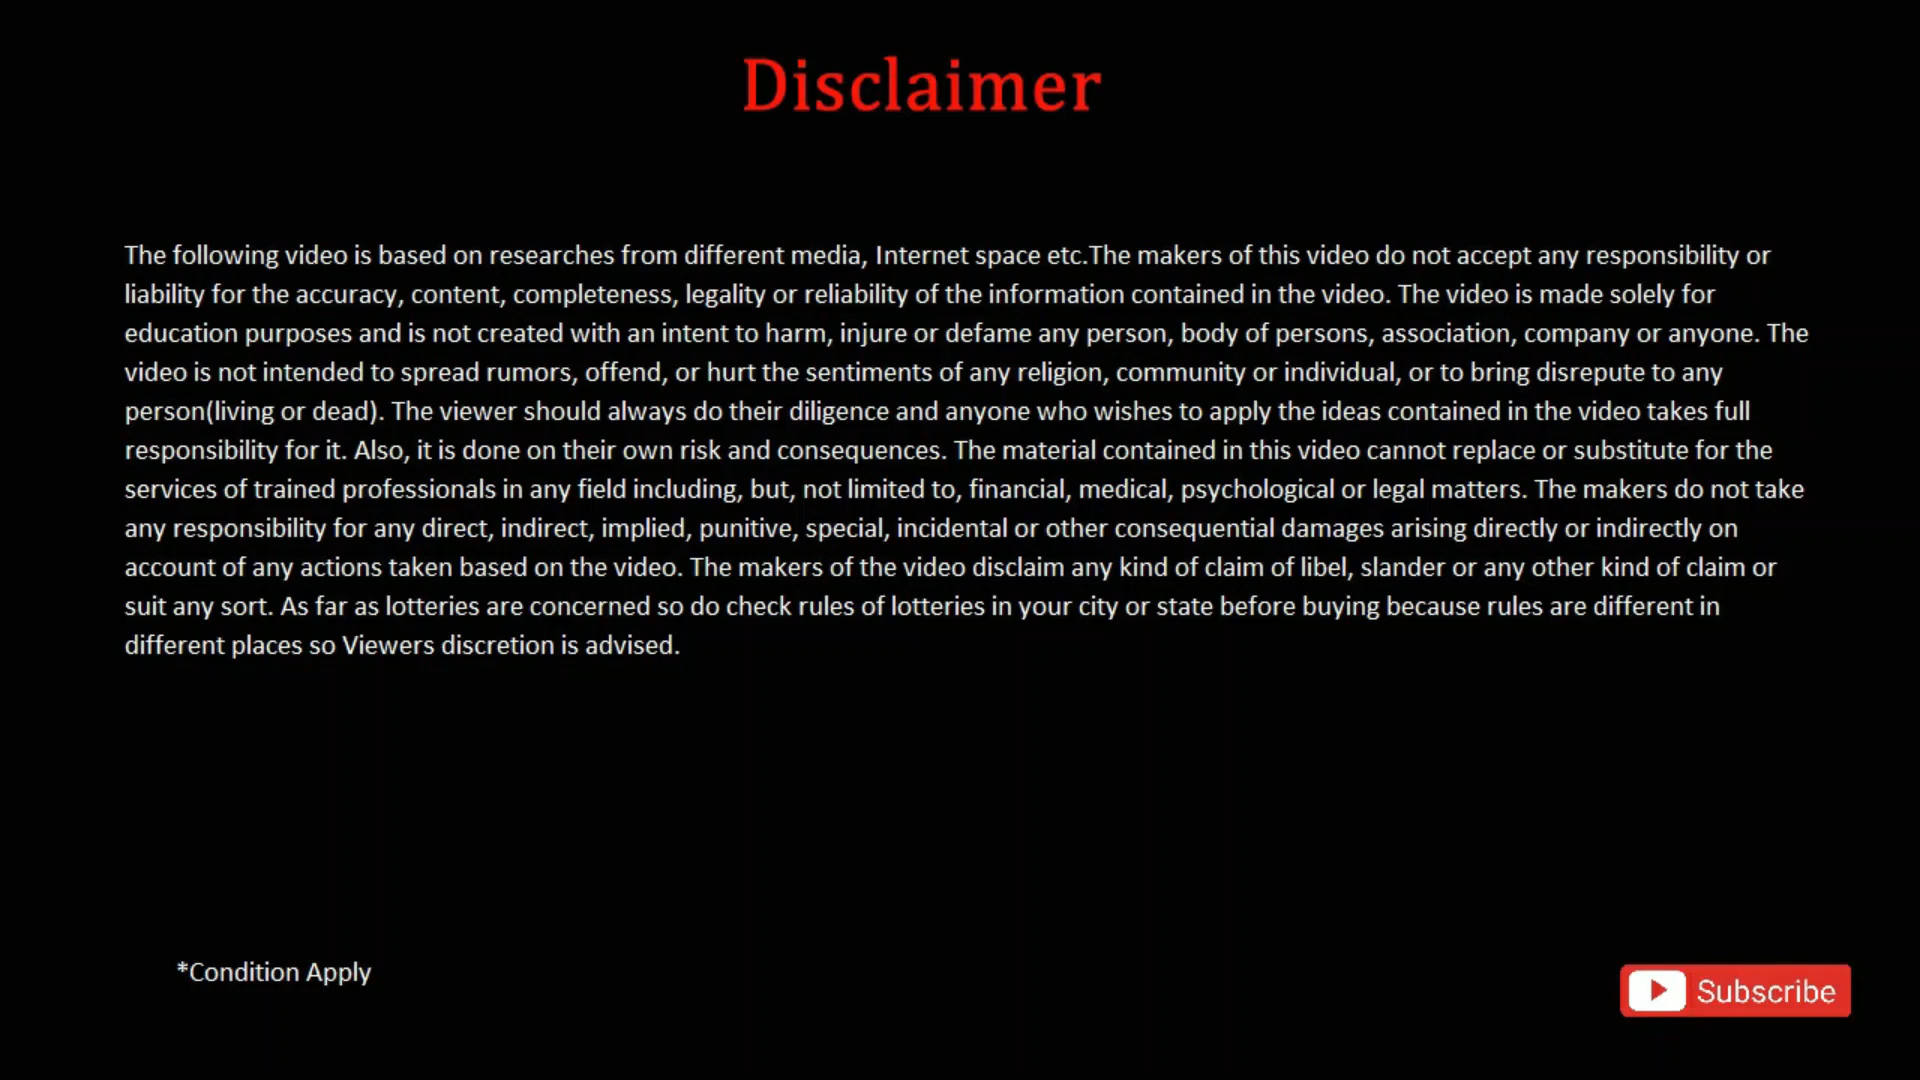 Disclaimer
The following video is based on researches from different media, Internet space etc.The makers of this video do not accept any responsibility or
liability for the accuracy, content, completeness, legality or reliability of the information contained in the video. The video is made solely for
education purposes and is not created with an intent to harm, injure or defame any person, body of persons, association, company or anyone. The
video is not intended to spread rumors, offend, or hurt the sentiments of any religion, community or individual, or to bring disrepute to any
person(living or dead). The viewer should always do their diligence and anyone who wishes to apply the ideas contained in the video takes full
responsibility for it. Also, it is done on their own risk and consequences. The material contained in this video cannot replace or substitute for the
services of trained professionals in any field including, but, not limited to, financial, medical, psychological or legal matters. The makers do not take
any responsibility for any direct, indirect, implied, punitive, special, incidental or other consequential damages arising directly or indirectly on
account of any actions taken based on the video. The makers of the video disclaim any kind of claim of libel, slander or any other kind of claim or
suit any sort. As far as lotteries are concerned so do check rules of lotteries in your city or state before buying because rules are different in
different places so Viewers discretion is advised.
*Condition Apply
Subscribe